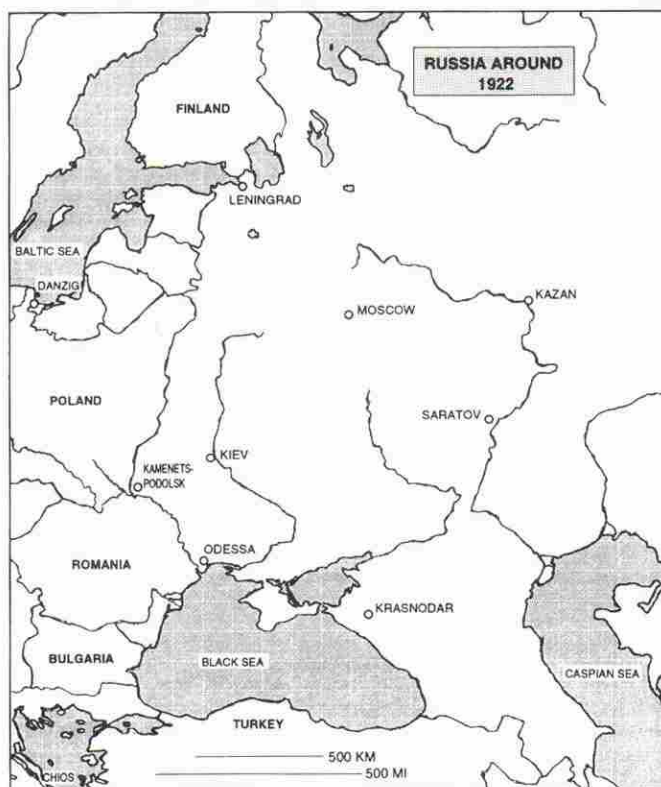 RUSSIA AROUND
1922
FINLAND
LENINGRAD
BALTIC SEA
DANZIG
KAZAN
MOSCOW
POLAND
SARATOV
KIEV
KAMENETS-
PODOLSK
ODESSA
ROMANIA
KRASNODAR
BULGARIA
BLACK SEA
CASPIAN SEA
TURKEY
500 KM
500 MI
CHIOS